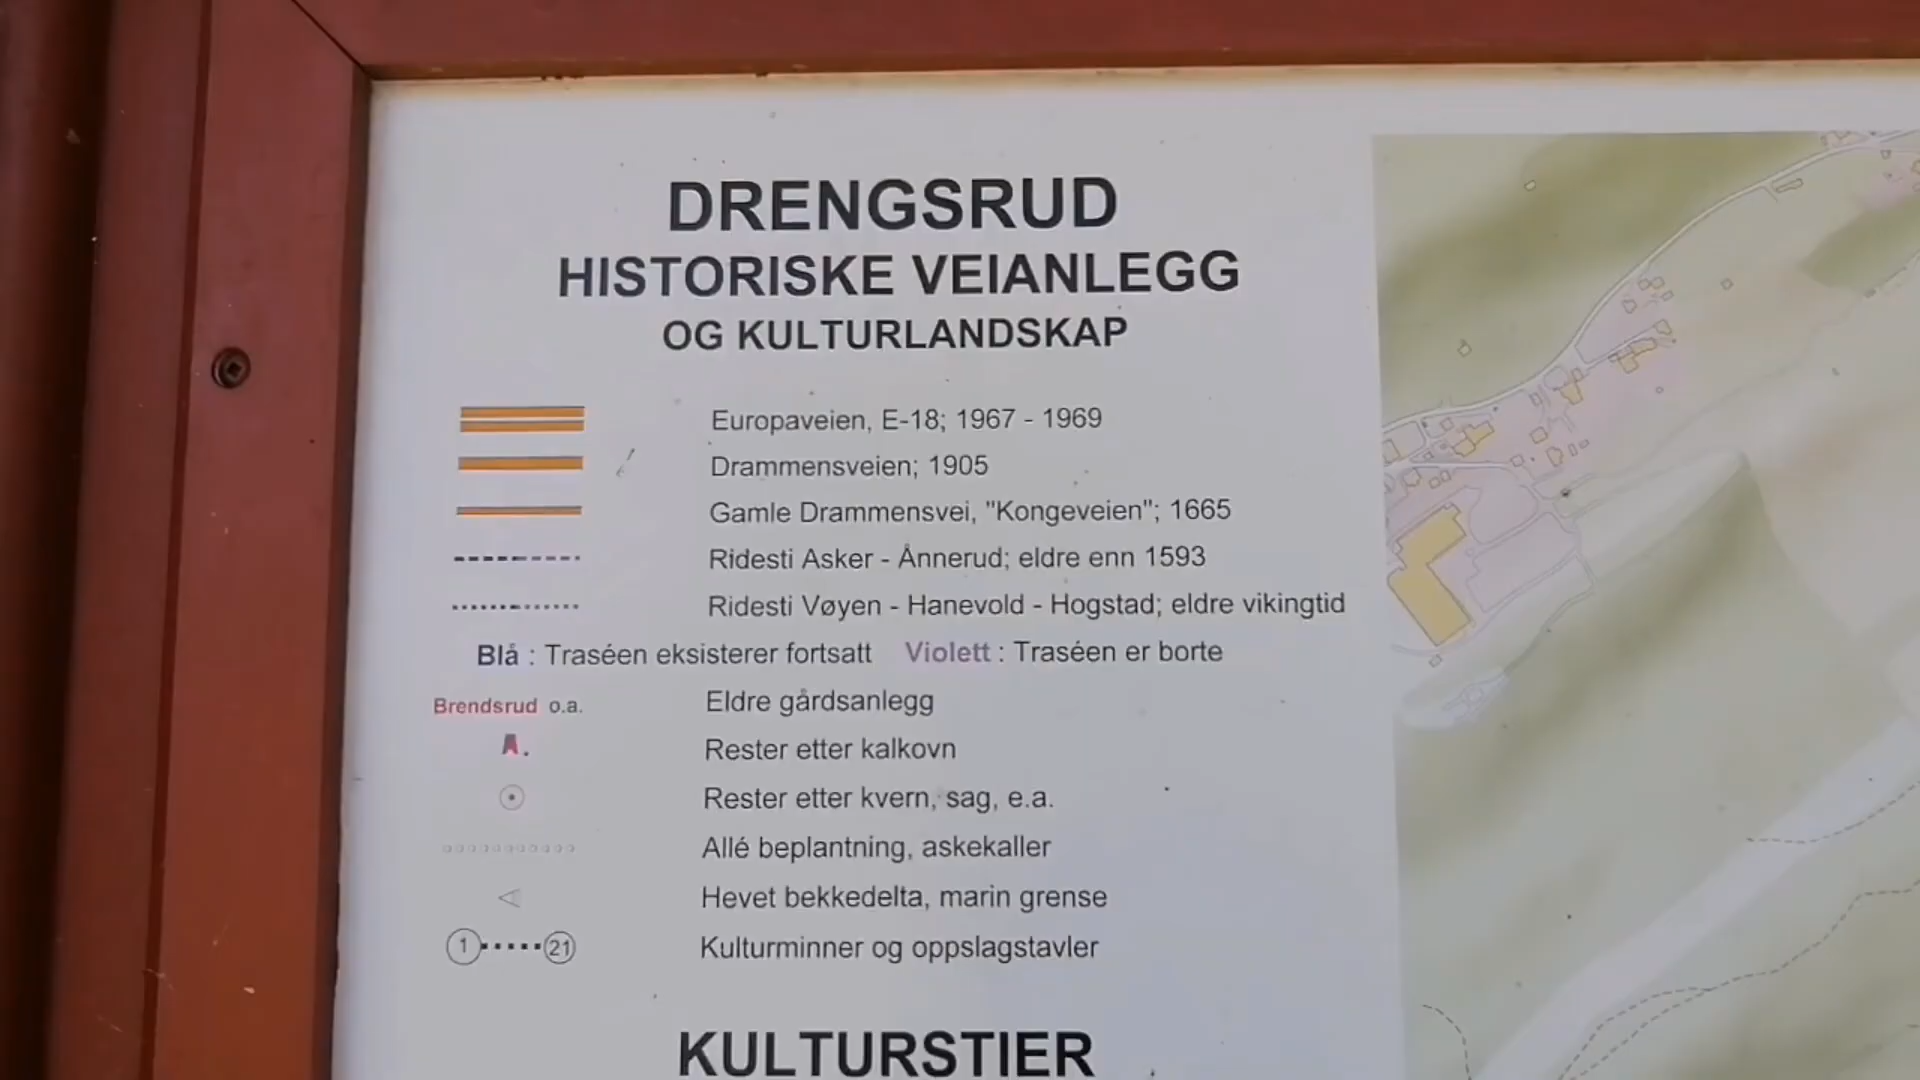 DRENGSRUD
HISTORISKE VEIANLEGG
OG KULTURLANDSKAP
Europaveien, E-18; 1967 - 1969
Drammensveien; 1905
Gamle Drammensvei, "Kongeveien"; 1665
Ridesti Asker - Ånnerud; eldre enn 1593
Ridesti Vøyen - Hanevold - Hogstad; eldre vikingtid
Blå : Traséen eksisterer fortsatt Violett : Traséen er borte
Brendsrud o.a. Eldre gårdsanlegg
A. Rester etter kalkovn
Rester etter kvern, sag, e.a.
Allé beplantning, askekaller
Hevet bekkedelta, marin grense
1 ..... 21 Kulturminner og oppslagstavler
KULTURSTIER